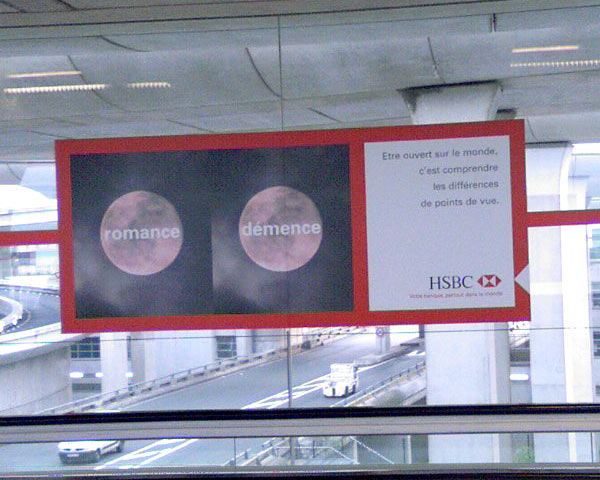 romance
démence
Etre ouvert sur le monde,
c'est comprendre
les différences
de points de vue.
HSBC
Votre banque, partout dans le monde